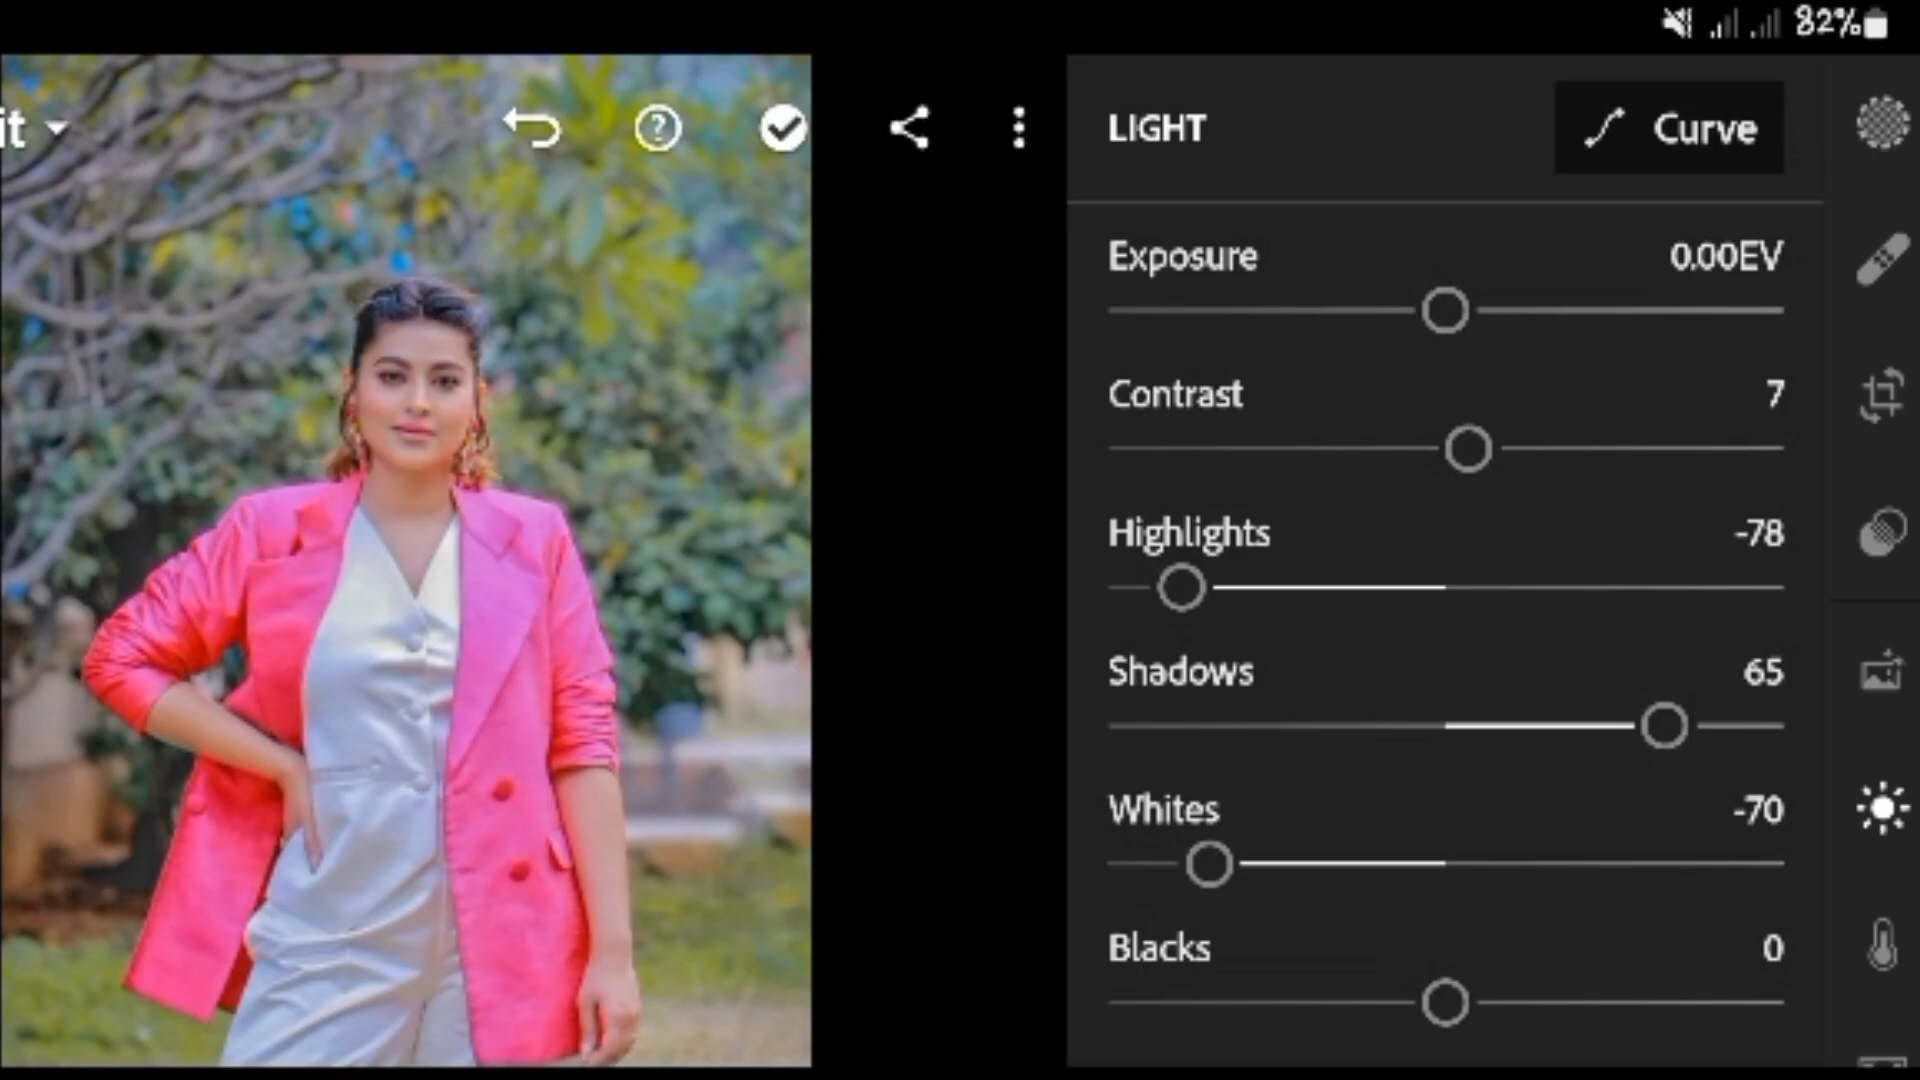 82%
it
?
LIGHT
Curve
Exposure 0.00EV
Contrast 7
Highlights -78
Shadows 65
Whites -70
Blacks 0